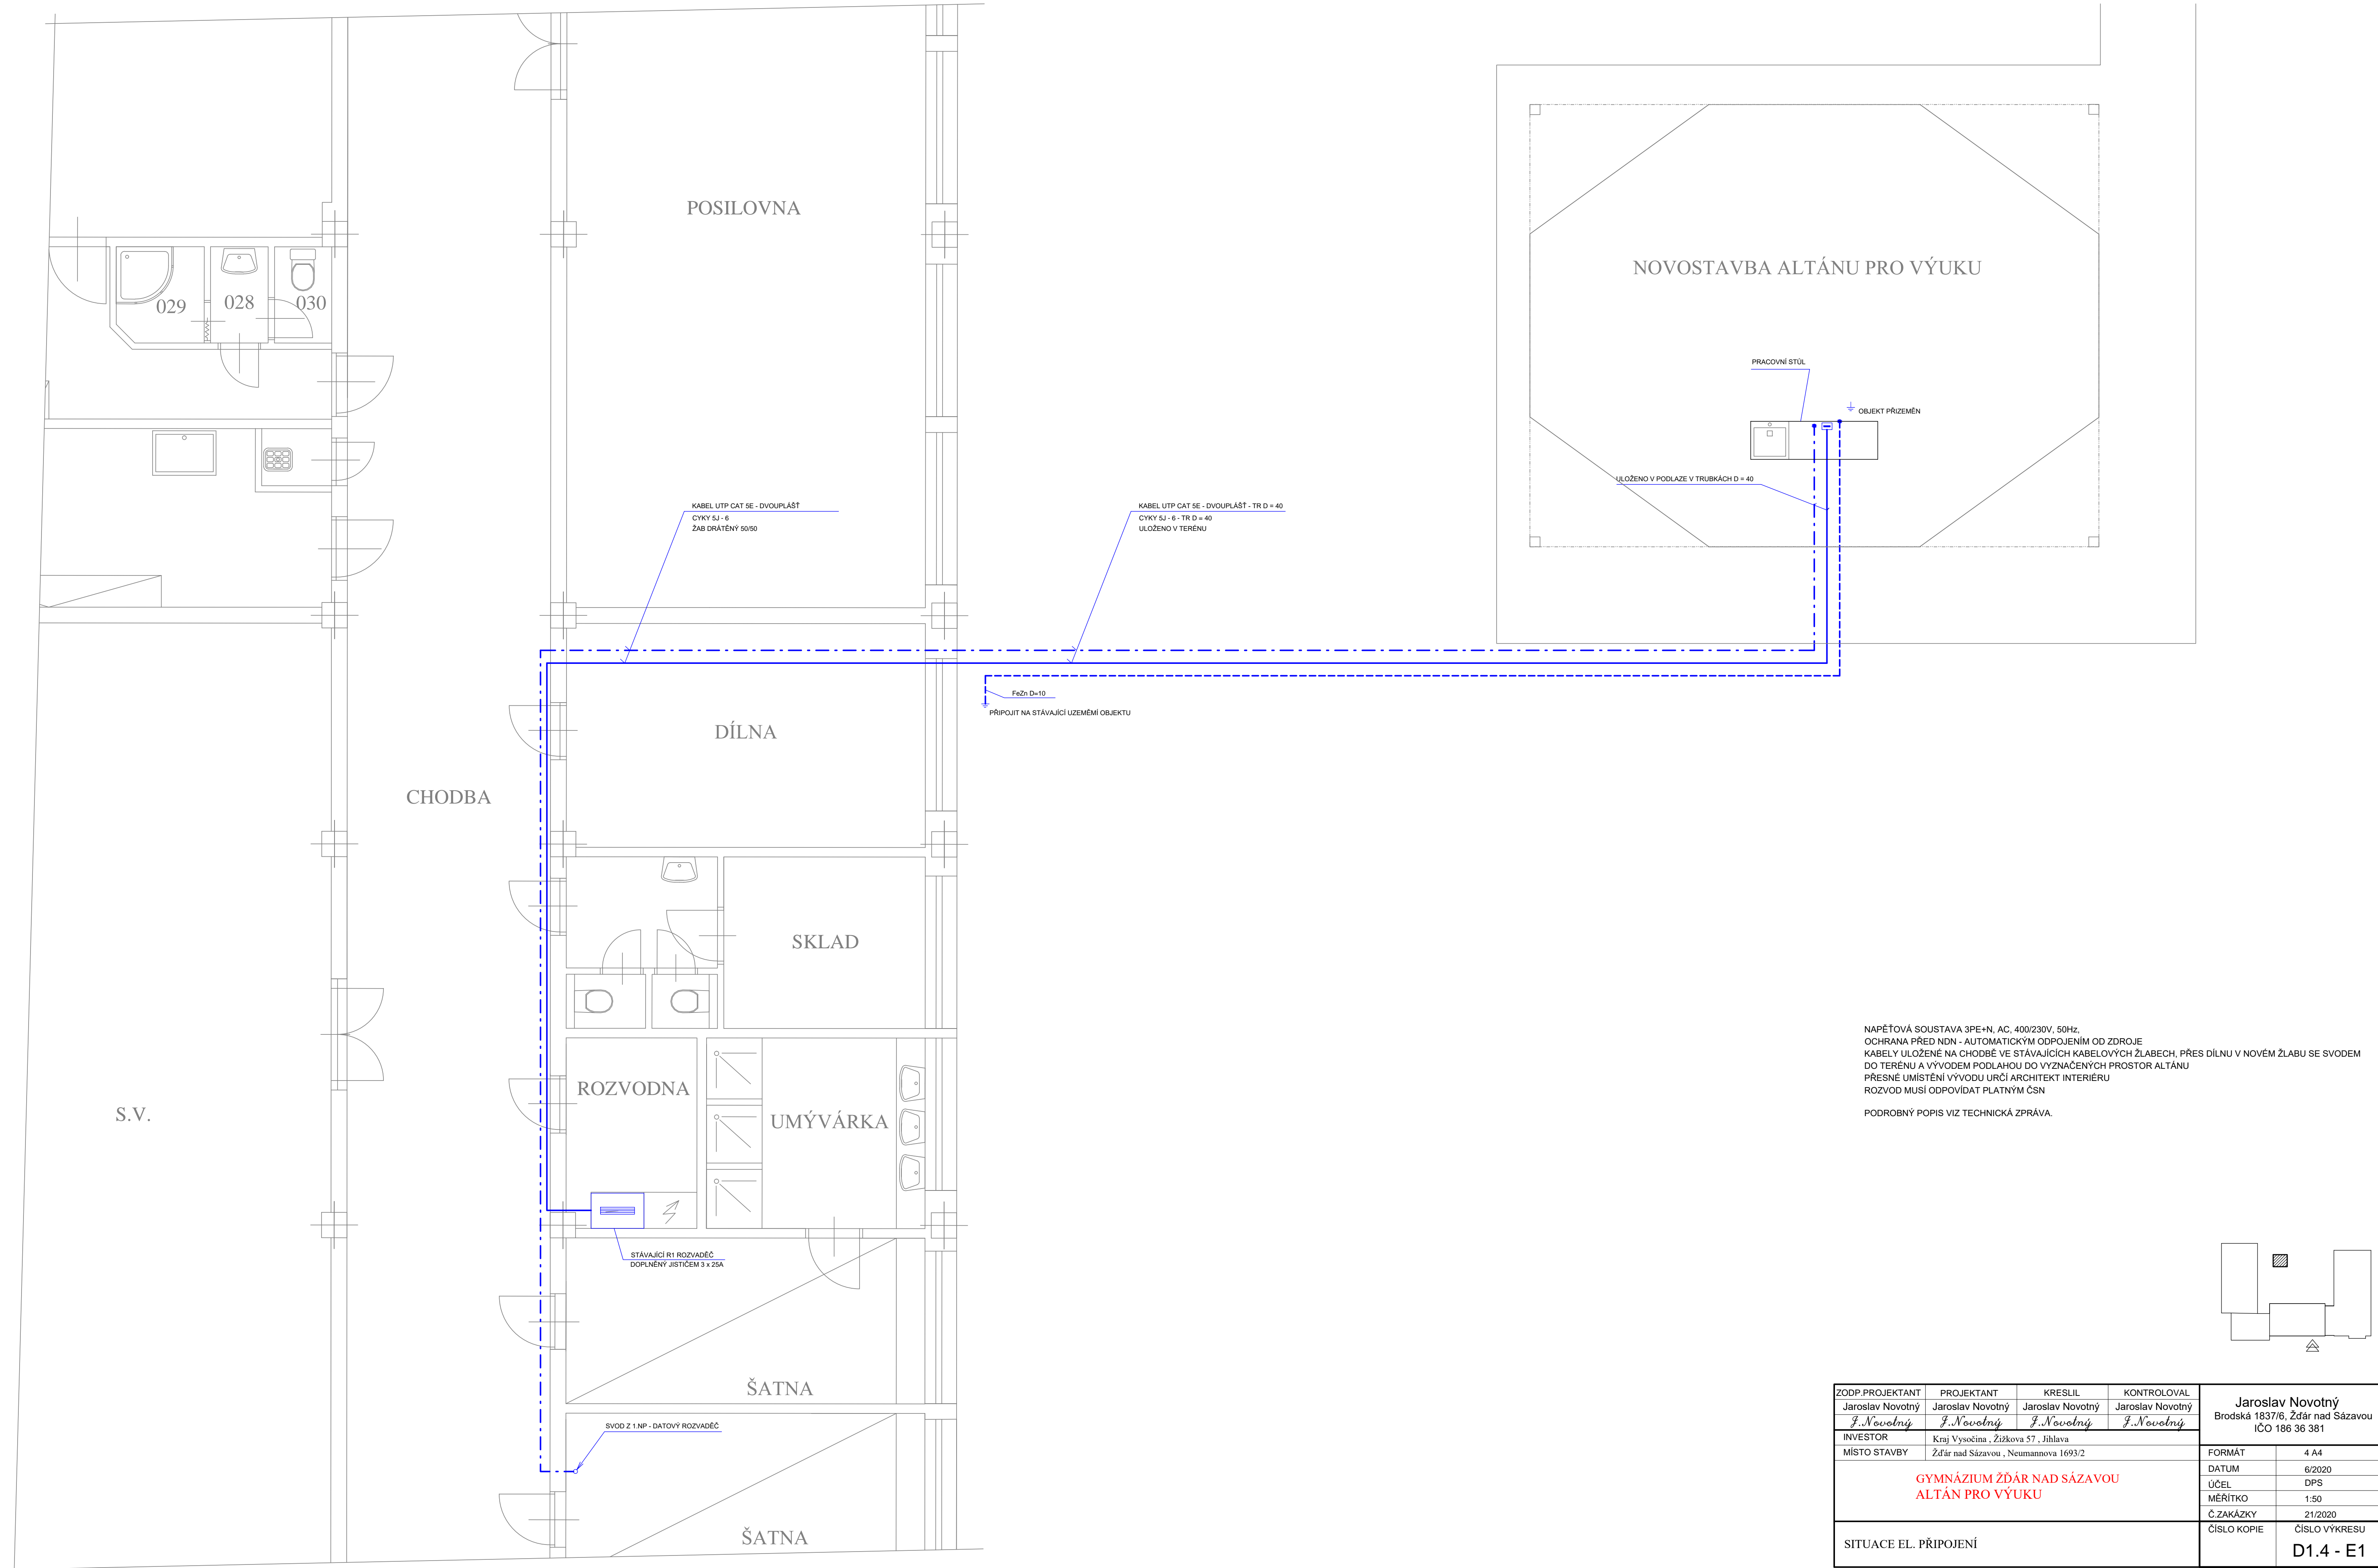 POSILOVNA
NOVOSTAVBA ALTÁNU PRO VÝUKU
029
028
030
PRACOVNÍ STŮL
OBJEKT PŘIZEMĚN
ULOŽENO V PODLAZE V TRUBKÁCH D = 40
KABEL UTP CAT 5E - DVOUPLÁŠŤ
CYKY 5J - 6
ŽAB DRÁTĚNÝ 50/50
KABEL UTP CAT 5E - DVOUPLÁŠŤ - TR D = 40
CYKY 5J - 6 - TR D = 40
ULOŽENO V TERÉNU
FeZn D=10
PŘIPOJIT NA STÁVAJÍCÍ UZEMĚMÍ OBJEKTU
DÍLNA
CHODBA
SKLAD
ROZVODNA
UMÝVÁRKA
S.V.
STÁVAJÍCÍ R1 ROZVADĚČ
DOPLNĚNÝ JISTIČEM 3 x 25A
ŠATNA
SVOD Z 1.NP - DATOVÝ ROZVADĚČ
ŠATNA
NAPĚŤOVÁ SOUSTAVA 3PE+N, AC, 400/230V, 50Hz,
OCHRANA PŘED NDN - AUTOMATICKÝM ODPOJENÍM OD ZDROJE
KABELY ULOŽENÉ NA CHODBĚ VE STÁVAJÍCÍCH KABELOVÝCH ŽLABECH, PŘES DÍLNU V NOVÉM ŽLABU SE SVODEM
DO TERÉNU A VÝVODEM PODLAHOU DO VYZNAČENÝCH PROSTOR ALTÁNU
PŘESNÉ UMÍSTĚNÍ VÝVODU URČÍ ARCHITEKT INTERIÉRU
ROZVOD MUSÍ ODPOVÍDAT PLATNÝM ČSN
PODROBNÝ POPIS VIZ TECHNICKÁ ZPRÁVA.
ZODP.PROJEKTANT PROJEKTANT KRESLIL KONTROLOVAL
Jaroslav Novotný Jaroslav Novotný Jaroslav Novotný Jaroslav Novotný
J.Novotný J.Novotný J.Novotný J.Novotný
Jaroslav Novotný
Brodská 1837/6, Žďár nad Sázavou
IČO 186 36 381
INVESTOR Kraj Vysočina , Žižkova 57 , Jihlava
MÍSTO STAVBY Žďár nad Sázavou , Neumannova 1693/2
GYMNÁZIUM ŽĎÁR NAD SÁZAVOU
ALTÁN PRO VÝUKU
FORMÁT 4 A4
DATUM 6/2020
ÚČEL DPS
MĚŘÍTKO 1:50
Č.ZAKÁZKY 21/2020
SITUACE EL. PŘIPOJENÍ
ČÍSLO KOPIE ČÍSLO VÝKRESU
D1.4 - E1